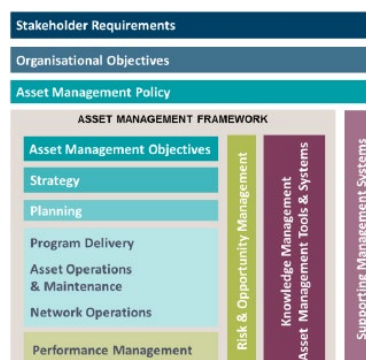 Stakeholder Requirements
Organisational Objectives
Asset Management Policy
ASSET MANAGEMENT FRAMEWORK
Asset Management Objectives
Strategy
Planning
Program Delivery
Asset Operations
& Maintenance
Network Operations
Performance Management
Risk & Opportunity Management
Knowledge Management
Asset Management Tools & Systems
Supporting Management Systems